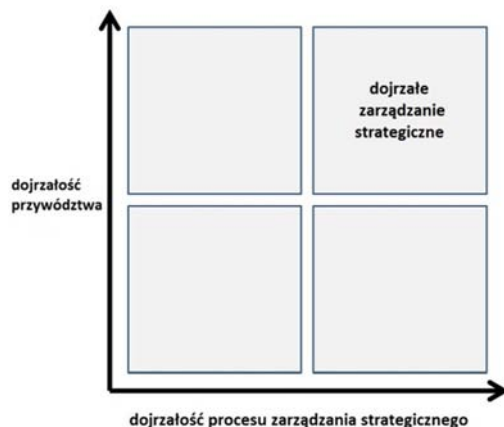 dojrzałe
zarządzanie
strategiczne
dojrzałość
przywództwa
dojrzałość procesu zarządzania strategicznego